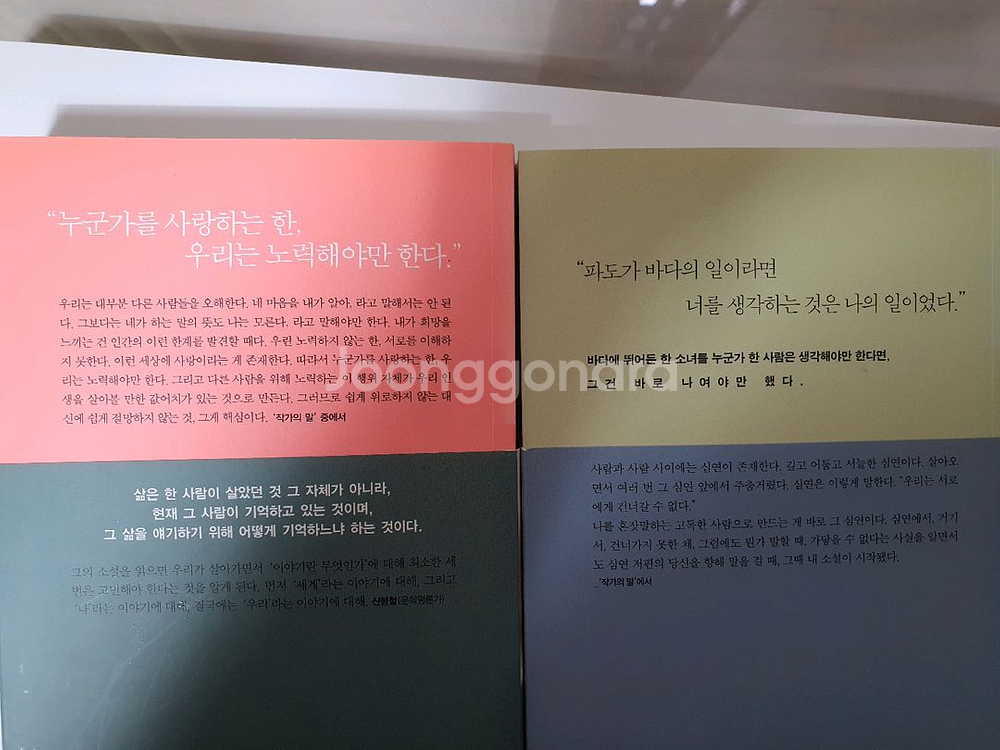 “누군가를 사랑하는 한,
우리는 노력해야만 한다.”
우리는 대부분 다른 사람들을 오해한다. 네 마음을 내가 알아, 라고 말해서는 안 된
다. 그보다는 네가 하는 말의 뜻도 나는 모른다, 라고 말해야만 한다. 내가 희망을
느끼는 건 인간의 이런 한계를 발견할 때다. 우린 노력하지 않는 한, 서로를 이해하
지 못한다. 이런 세상에 사랑이라는 게 존재한다. 따라서 누군가를 사랑하는 한, 우
리는 노력해야만 한다. 그리고 다른 사람을 위해 노력하는 이 행위 자체가 우리 인
생을 살아볼 만한 값어치가 있는 것으로 만든다. 그러므로 쉽게 위로하지 않는 대
신에 쉽게 절망하지 않는 것, 그게 핵심이다. ‘작가의 말’ 중에서
삶은 한 사람이 살았던 것 그 자체가 아니라,
현재 그 사람이 기억하고 있는 것이며,
그 삶을 얘기하기 위해 어떻게 기억하느냐 하는 것이다.
그의 소설을 읽으면 우리가 살아가면서 ‘이야기란 무엇인가’에 대해 최소한 세
번은 고민해야 한다는 것을 알게 된다. 먼저 ‘세계’라는 이야기에 대해, 그리고
‘나’라는 이야기에 대해, 결국에는 ‘우리’라는 이야기에 대해. 신형철(문학평론가)
“파도가 바다의 일이라면
너를 생각하는 것은 나의 일이었다.”
바다에 뛰어든 한 소녀를 누군가 한 사람은 생각해야만 한다면,
그건 바로 나여야만 했다.
사람과 사람 사이에는 심연이 존재한다. 깊고 어둡고 서늘한 심연이다. 살아오
면서 여러 번 그 심연 앞에서 주춤거렸다. 심연은 이렇게 말한다. “우리는 서로
에게 건너갈 수 없다.”
나를 혼잣말하는 고독한 사람으로 만드는 게 바로 그 심연이다. 심연에서, 거기
서, 건너가지 못한 채, 그럼에도 뭔가 말할 때, 가닿을 수 없다는 사실을 알면서
도 심연 저편의 당신을 향해 말을 걸 때, 그때 내 소설이 시작됐다.
_‘작가의 말’에서
Joonggonara